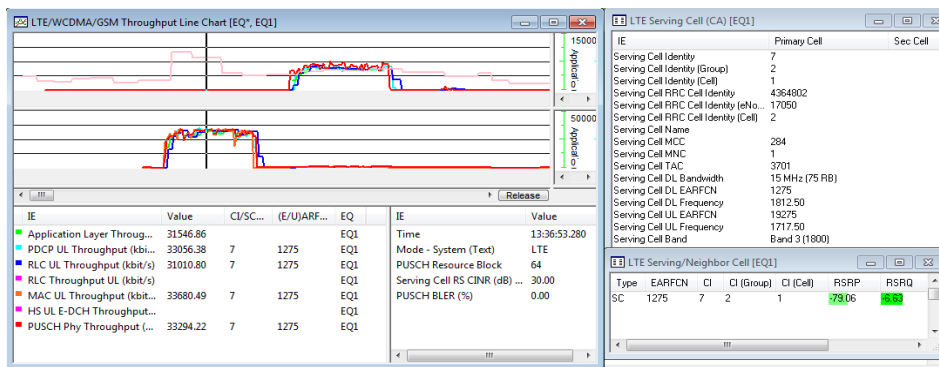 LTE/WCDMA/GSM Throughput Line Chart [EQ*, EQ1]
15000
Application
50000
Application
Release
IE Value CI/SC... (E/U)ARF... EQ
Application Layer Throug... 31546.86 EQ1
PDCP UL Throughput (kbi... 33056.38 7 1275 EQ1
RLC UL Throughput (kbit/s) 31010.80 7 1275 EQ1
RLC Throughput UL (kbit/s) EQ1
MAC UL Throughput (kbit... 33680.49 7 1275 EQ1
HS UL E-DCH Throughput... EQ1
PUSCH Phy Throughput (... 33294.22 7 1275 EQ1
IE Value
Time 13:36:53.280
Mode - System (Text) LTE
PUSCH Resource Block 64
Serving Cell RS CINR (dB) ... 30.00
PUSCH BLER (%) 0.00
LTE Serving Cell (CA) [EQ1]
IE Primary Cell Sec Cell
Serving Cell Identity 7
Serving Cell Identity (Group) 2
Serving Cell Identity (Cell) 1
Serving Cell RRC Cell Identity 4364802
Serving Cell RRC Cell Identity (eNo... 17050
Serving Cell RRC Cell Identity (Cell) 2
Serving Cell Name
Serving Cell MCC 284
Serving Cell MNC 1
Serving Cell TAC 3701
Serving Cell DL Bandwidth 15 MHz (75 RB)
Serving Cell DL EARFCN 1275
Serving Cell DL Frequency 1812.50
Serving Cell UL EARFCN 19275
Serving Cell UL Frequency 1717.50
Serving Cell Band Band 3 (1800)
LTE Serving/Neighbor Cell [EQ1]
Type EARFCN CI CI (Group) CI (Cell) RSRP RSRQ
SC 1275 7 2 1 -79.06 -6.63